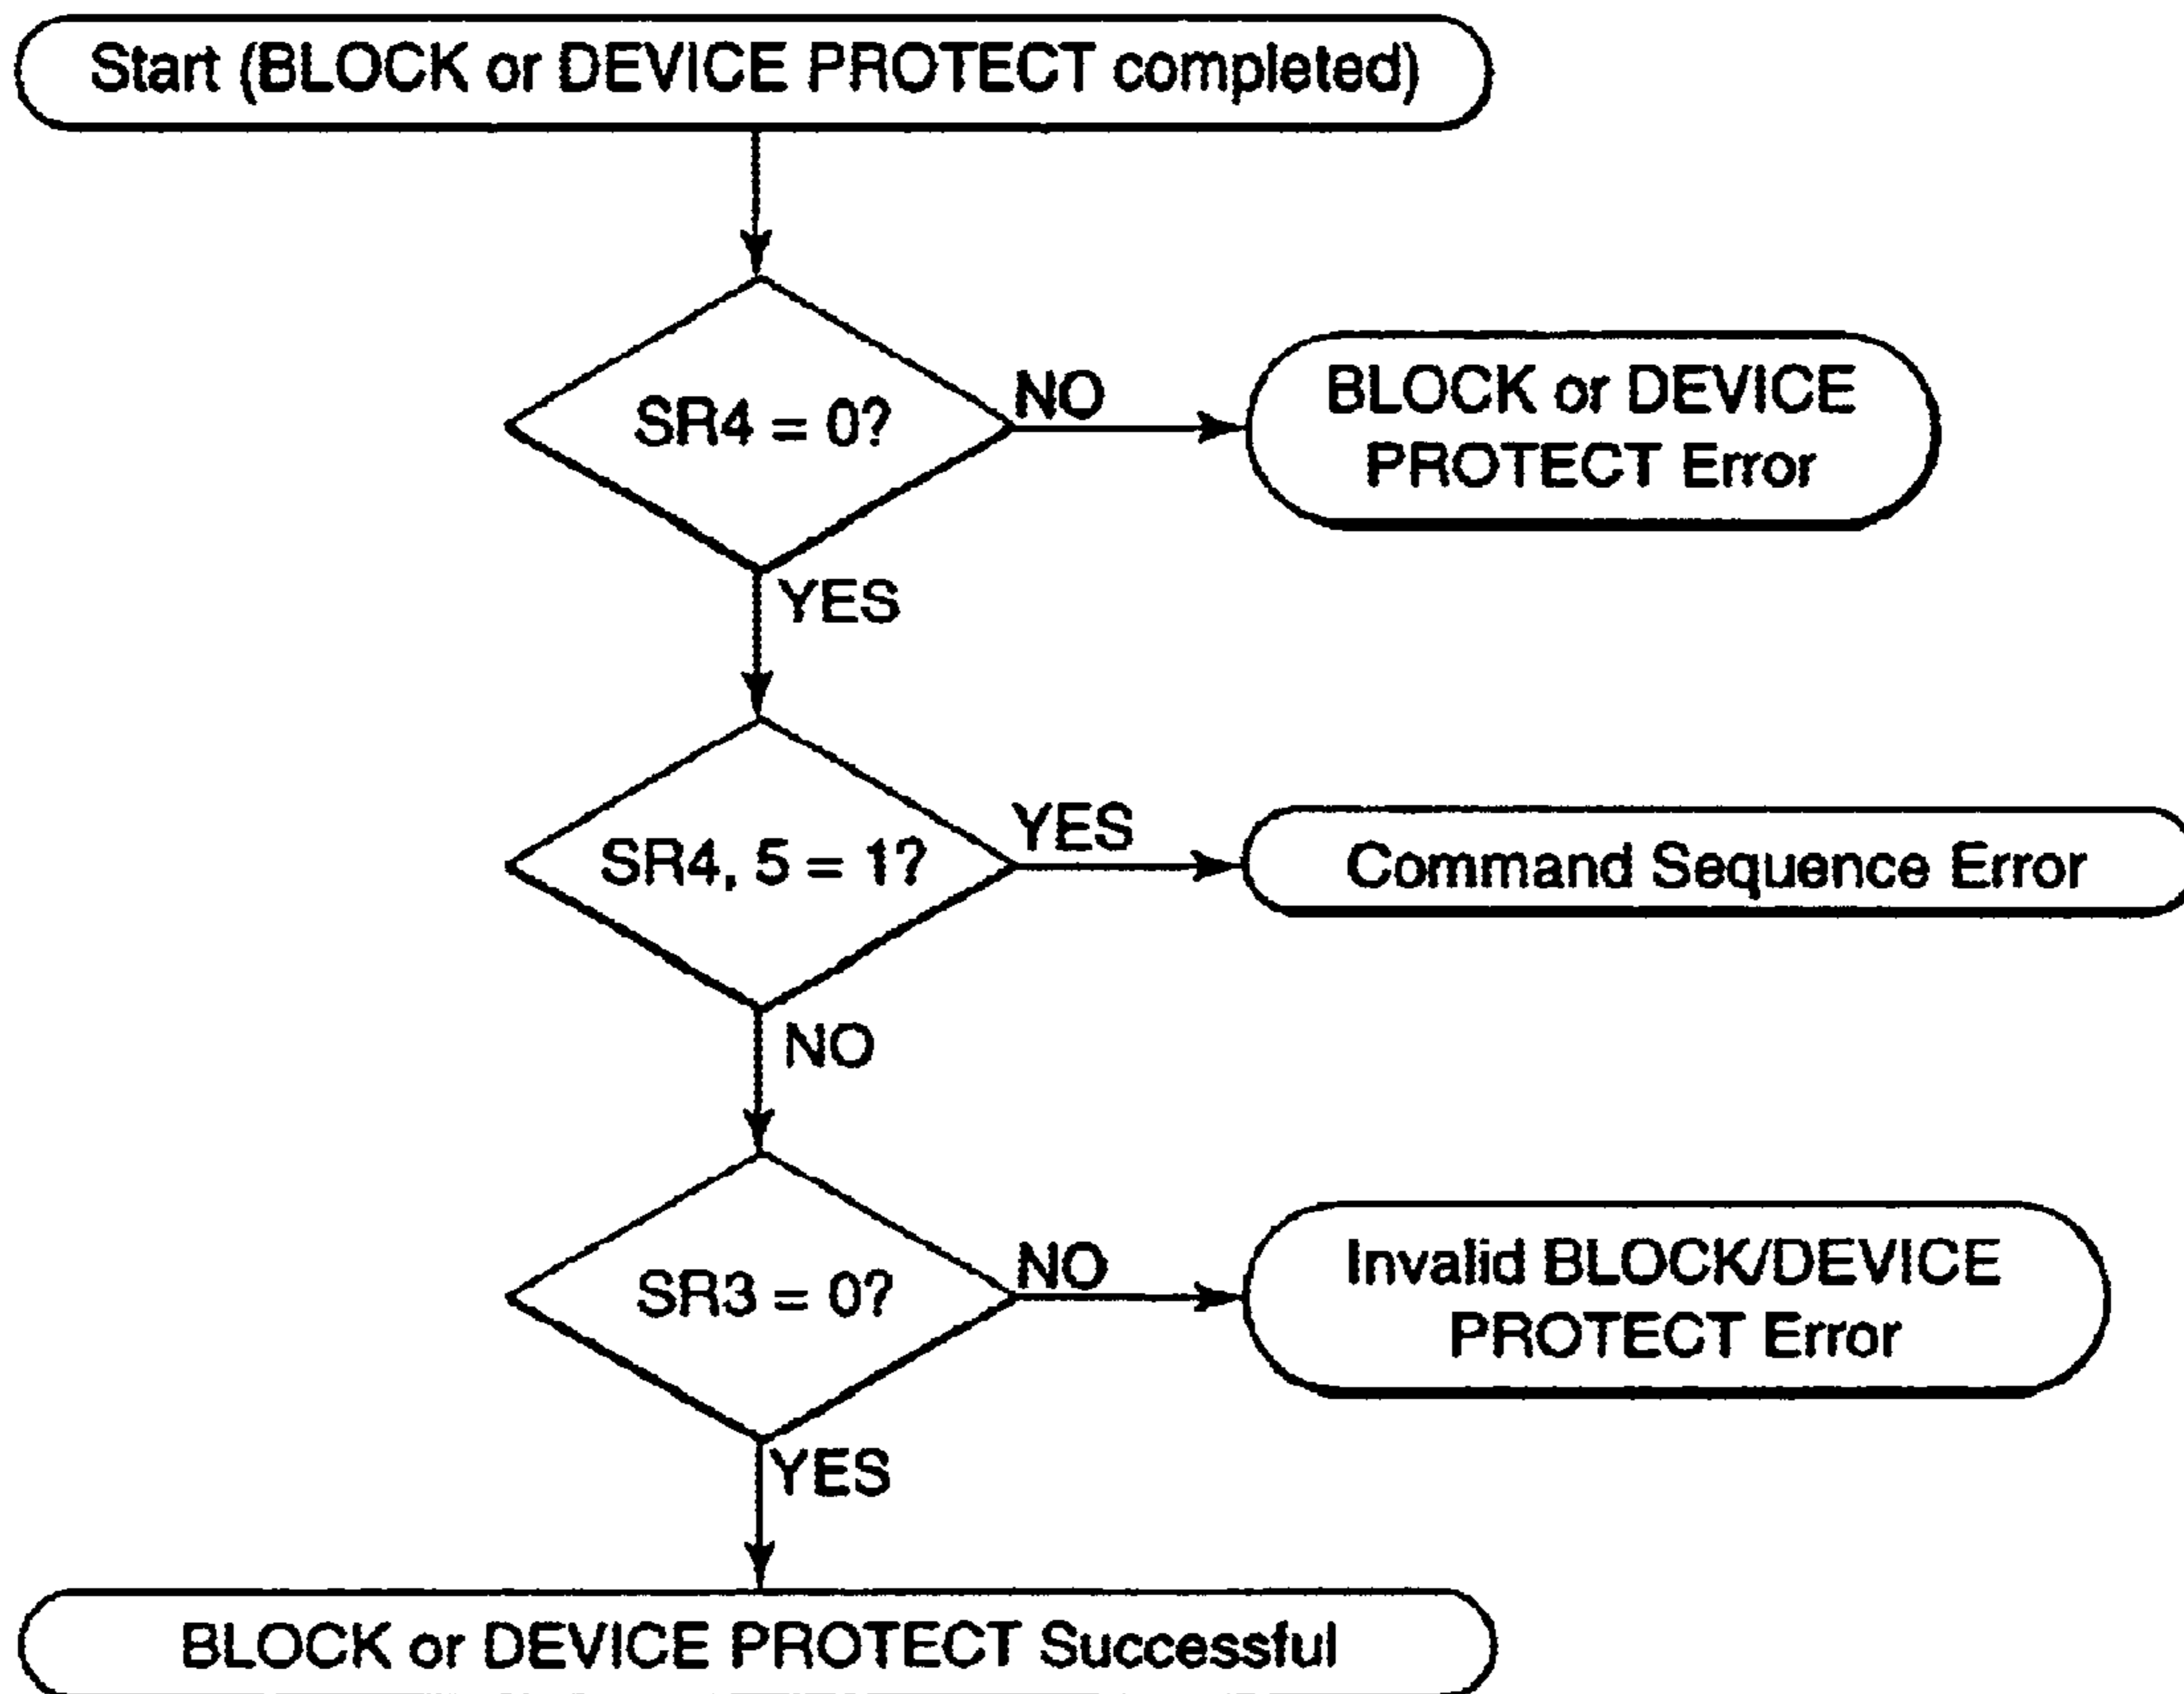 Start (BLOCK or DEVICE PROTECT completed)
SR4 = 0?
NO
BLOCK or DEVICE
PROTECT Error
YES
SR4, 5 = 1?
YES
Command Sequence Error
NO
SR3 = 0?
NO
Invalid BLOCK/DEVICE
PROTECT Error
YES
BLOCK or DEVICE PROTECT Successful